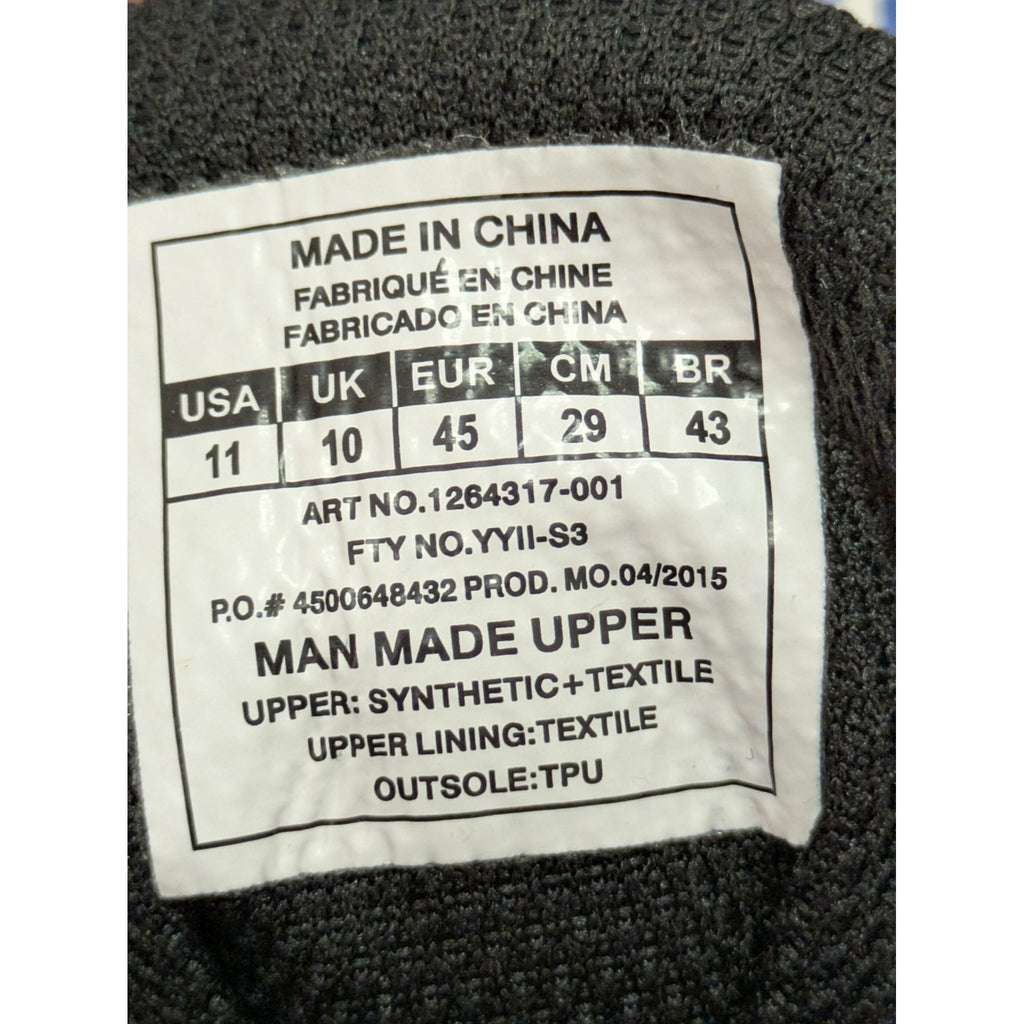 MADE IN CHINA
FABRIQUÉ EN CHINE
FABRICADO EN CHINA
USA UK EUR CM BR
11 10 45 29 43
ART NO.1264317-001
FTY NO.YYII-S3
P.O.# 4500648432 PROD. MO.04/2015
MAN MADE UPPER
UPPER: SYNTHETIC+TEXTILE
UPPER LINING:TEXTILE
OUTSOLE:TPU